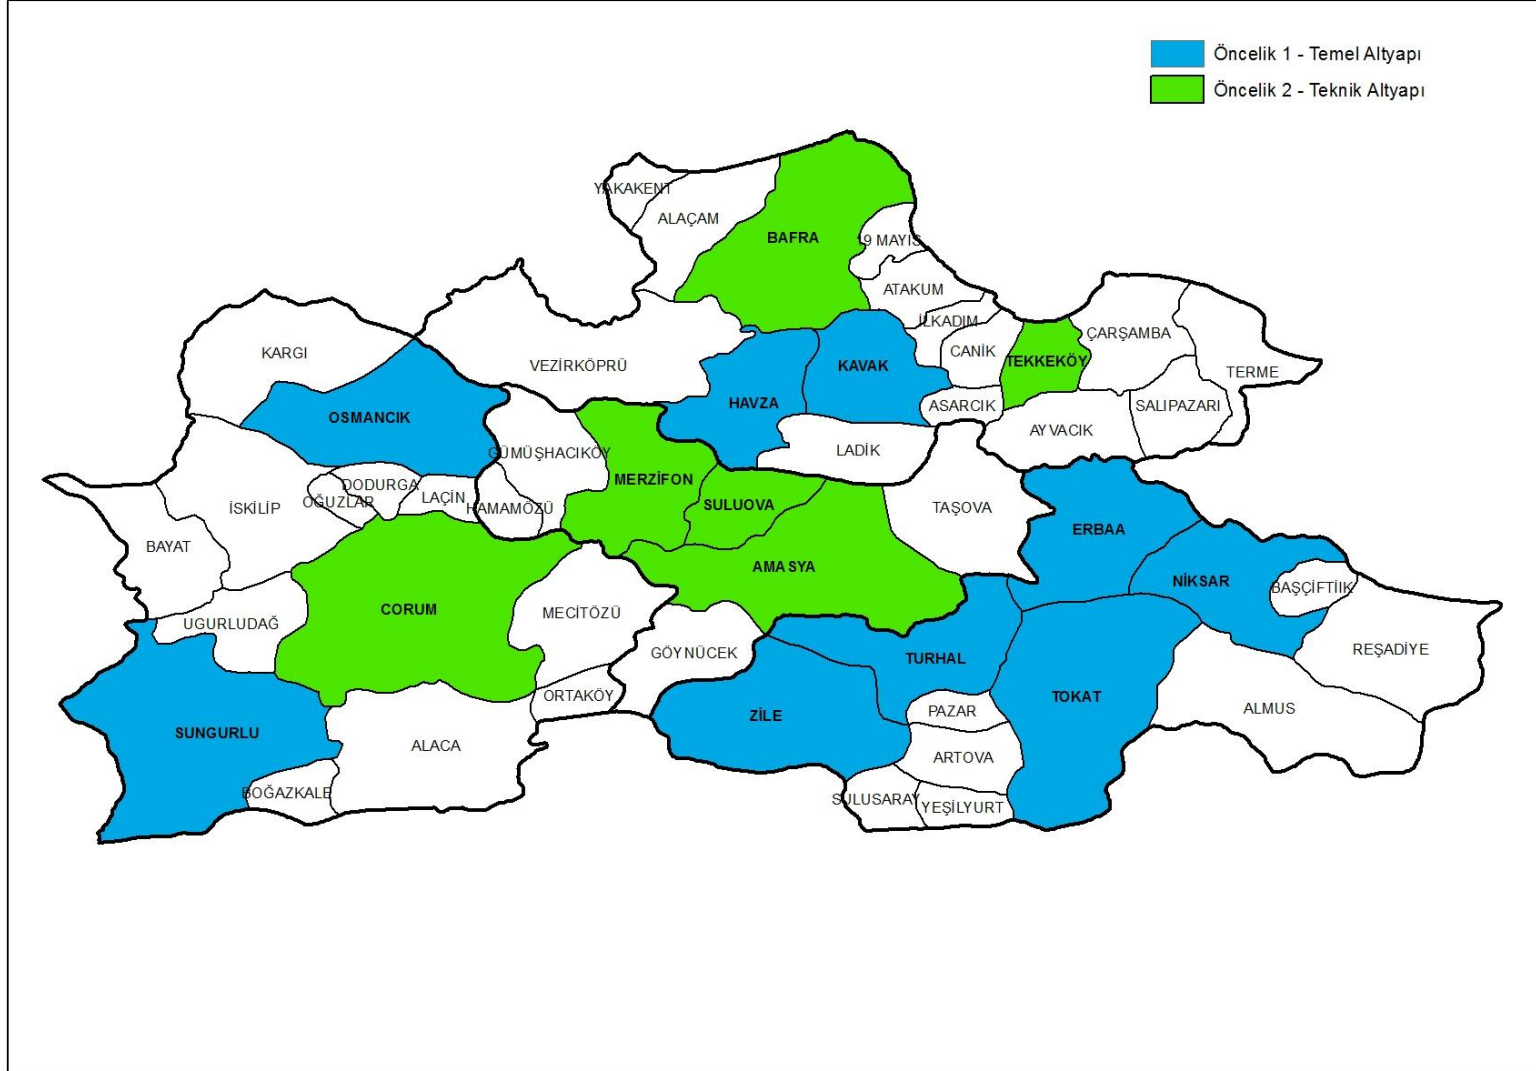 Öncelik 1 - Temel Altyapı
Öncelik 2 - Teknik Altyapı
YAKAKENT
ALAÇAM
BAFRA
19 MAYIS
ATAKUM
İLKADIM
CANİK
TEKKEKÖY
ÇARŞAMBA
TERME
KARGI
VEZİRKÖPRÜ
KAVAK
HAVZA
OSMANCIK
ASARCIK
SALIPAZARI
AYVACIK
LADİK
GÜMÜŞHACIKÖY
MERZİFON
SULUOVA
DODURGA
OĞUZLAR
LAÇİN
HAMAMÖZÜ
İSKİLİP
TAŞOVA
ERBAA
BAYAT
AMASYA
NİKSAR
BAŞÇİFTİIK
CORUM
MECİTÖZÜ
UGURLUDAĞ
GÖYNÜCEK
TURHAL
REŞADİYE
ORTAKÖY
TOKAT
PAZAR
ZİLE
ALMUS
SUNGURLU
ALACA
ARTOVA
BOĞAZKALE
SULUSARAY
YEŞİLYURT